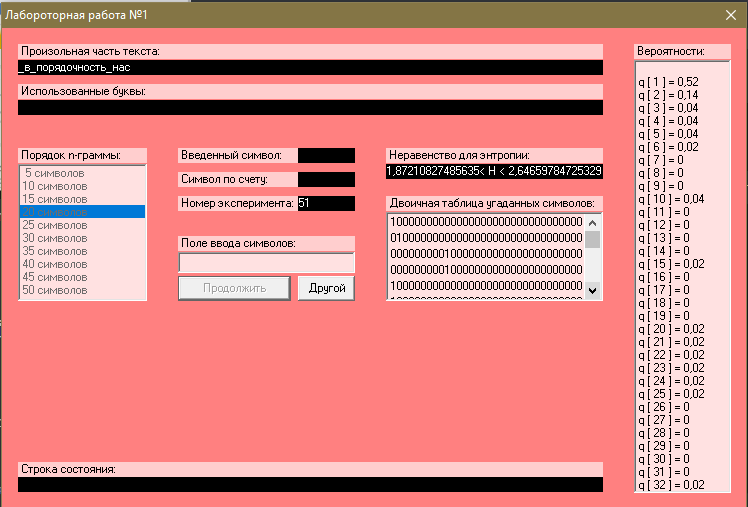 Лабороторная работа №1
Произольная часть текста:
_в_порядочность_нас
Использованные буквы:
Порядок n-граммы:
5 символов
10 символов
15 символов
25 символов
30 символов
35 символов
40 символов
45 символов
50 символов
Введенный символ:
Символ по счету:
Номер эксперимента: 51
Поле ввода символов:
Продолжить
Другой
Неравенство для энтропии:
1,87210827485635< H < 2,64659784725329
Двоичная таблица угаданных символов:
Строка состояния:
Вероятности:
q [ 1 ] = 0,52
q [ 2 ] = 0,14
q [ 3 ] = 0,04
q [ 4 ] = 0,04
q [ 5 ] = 0,04
q [ 6 ] = 0,02
q [ 7 ] = 0
q [ 8 ] = 0
q [ 9 ] = 0
q [ 10 ] = 0,04
q [ 11 ] = 0
q [ 12 ] = 0
q [ 13 ] = 0
q [ 14 ] = 0
q [ 15 ] = 0,02
q [ 16 ] = 0
q [ 17 ] = 0
q [ 18 ] = 0
q [ 19 ] = 0
q [ 20 ] = 0,02
q [ 21 ] = 0,02
q [ 22 ] = 0,02
q [ 23 ] = 0,02
q [ 24 ] = 0,02
q [ 25 ] = 0,02
q [ 26 ] = 0
q [ 27 ] = 0
q [ 28 ] = 0
q [ 29 ] = 0
q [ 30 ] = 0
q [ 31 ] = 0
q [ 32 ] = 0,02